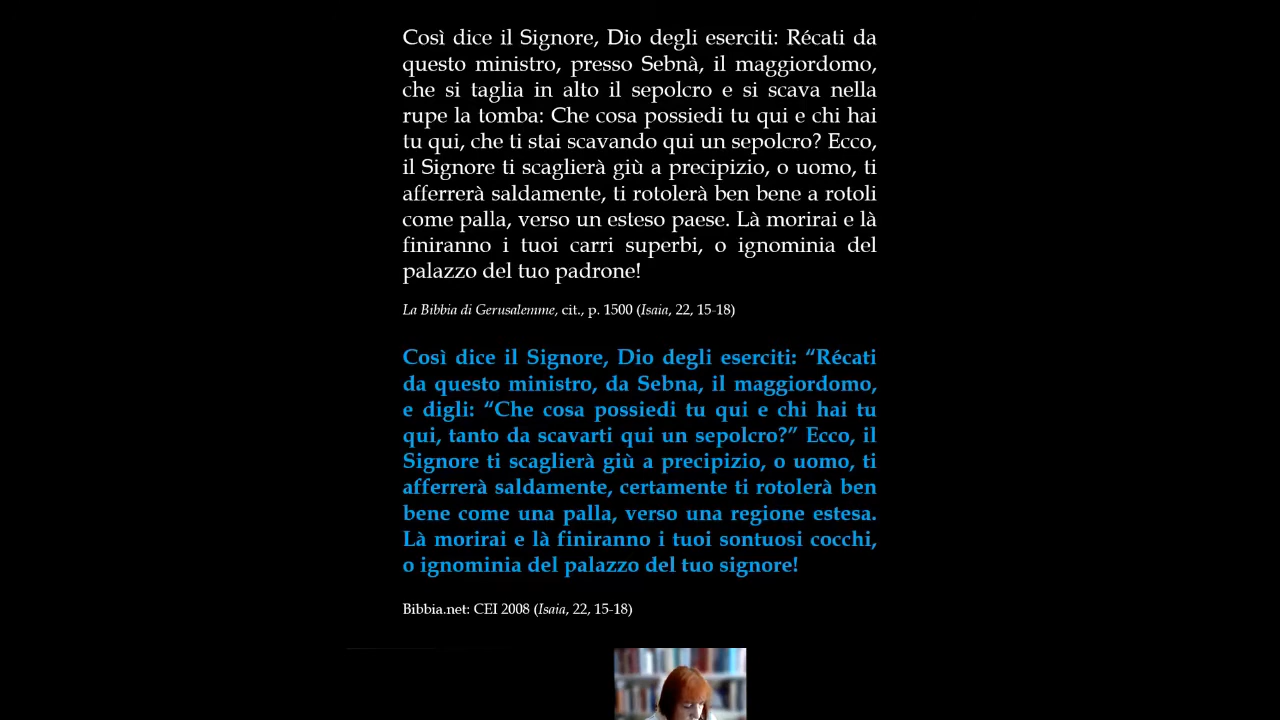 Così dice il Signore, Dio degli eserciti: Récati da
questo ministro, presso Sebnà, il maggiordomo,
che si taglia in alto il sepolcro e si scava nella
rupe la tomba: Che cosa possiedi tu qui e chi hai
tu qui, che ti stai scavando qui un sepolcro? Ecco,
il Signore ti scaglierà giù a precipizio, o uomo, ti
afferrerà saldamente, ti rotolerà ben bene a rotoli
come palla, verso un esteso paese. Là morirai e là
finiranno i tuoi carri superbi, o ignominia del
palazzo del tuo padrone!
La Bibbia di Gerusalemme, cit., p. 1500 (Isaia, 22, 15-18)
Così dice il Signore, Dio degli eserciti: “Récati
da questo ministro, da Sebna, il maggiordomo,
e digli: “Che cosa possiedi tu qui e chi hai tu
qui, tanto da scavarti qui un sepolcro?” Ecco, il
Signore ti scaglierà giù a precipizio, o uomo, ti
afferrerà saldamente, certamente ti rotolerà ben
bene come una palla, verso una regione estesa.
Là morirai e là finiranno i tuoi sontuosi cocchi,
o ignominia del palazzo del tuo signore!
Bibbia.net: CEI 2008 (Isaia, 22, 15-18)